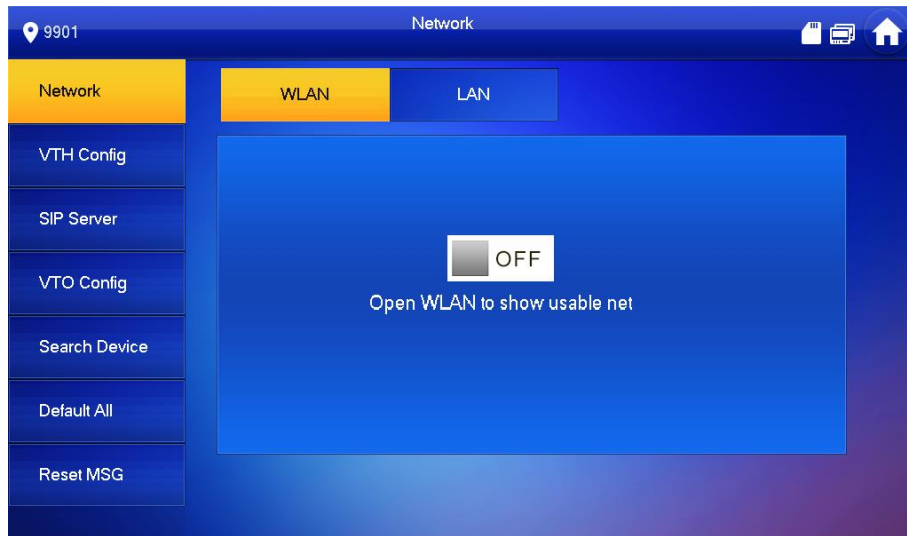 9901
Network
Network
WLAN
LAN
VTH Config
SIP Server
VTO Config
Search Device
Default All
Reset MSG
OFF
Open WLAN to show usable net